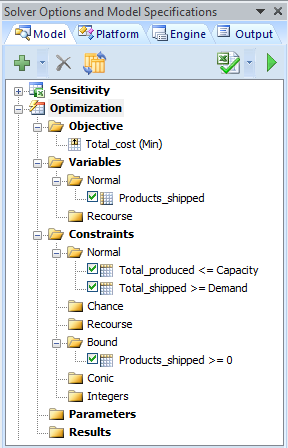 Solver Options and Model Specifications
Model Platform Engine Output
Sensitivity
Optimization
Objective
Total_cost (Min)
Variables
Normal
Products_shipped
Recourse
Constraints
Normal
Total_produced <= Capacity
Total_shipped >= Demand
Chance
Recourse
Bound
Products_shipped >= 0
Conic
Integers
Parameters
Results